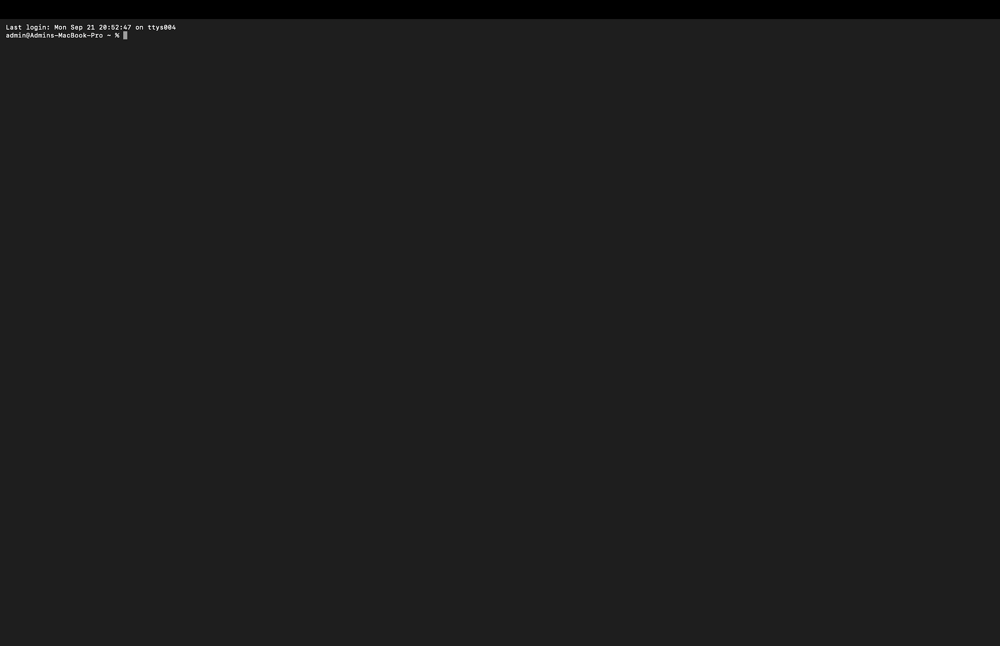 Last login: Mon Sep 21 20:52:47 on ttys004
admin@Admins-MacBook-Pro ~ %